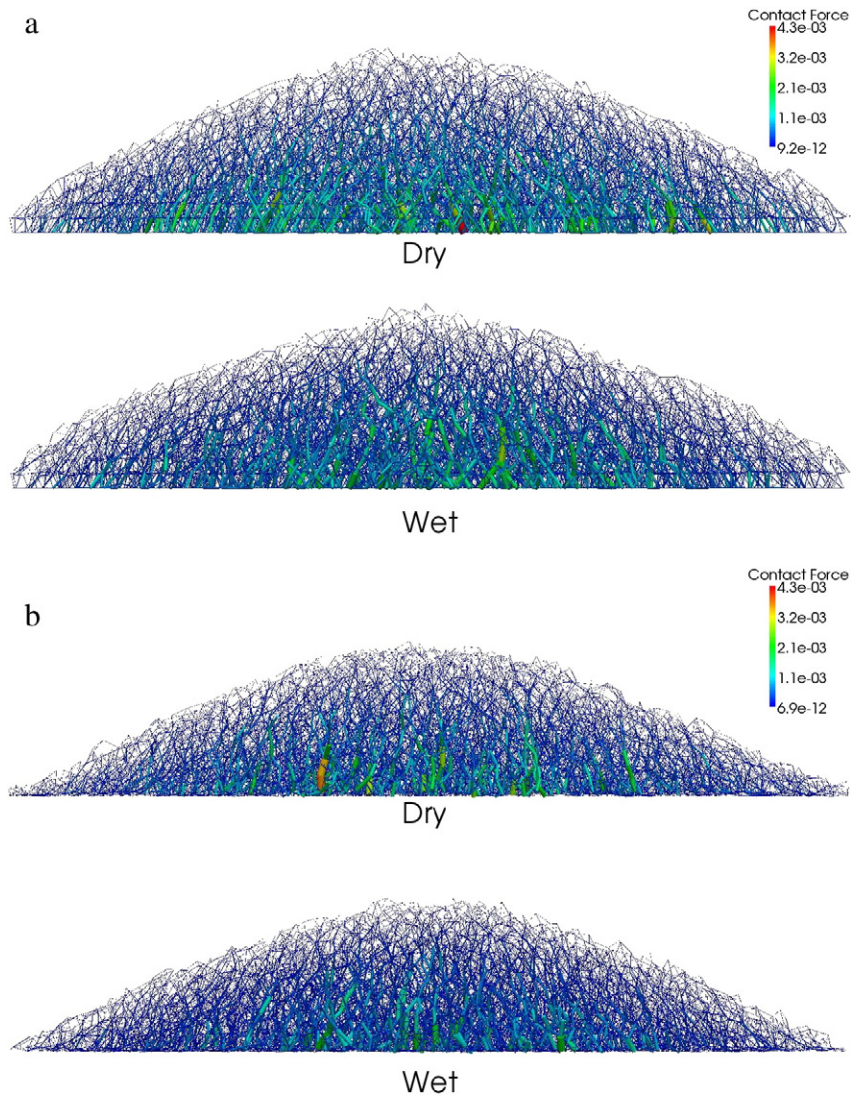 a
Contact Force
4.3e-03
3.2e-03
2.1e-03
1.1e-03
9.2e-12
Dry
Wet
b
Contact Force
4.3e-03
3.2e-03
2.1e-03
1.1e-03
6.9e-12
Dry
Wet